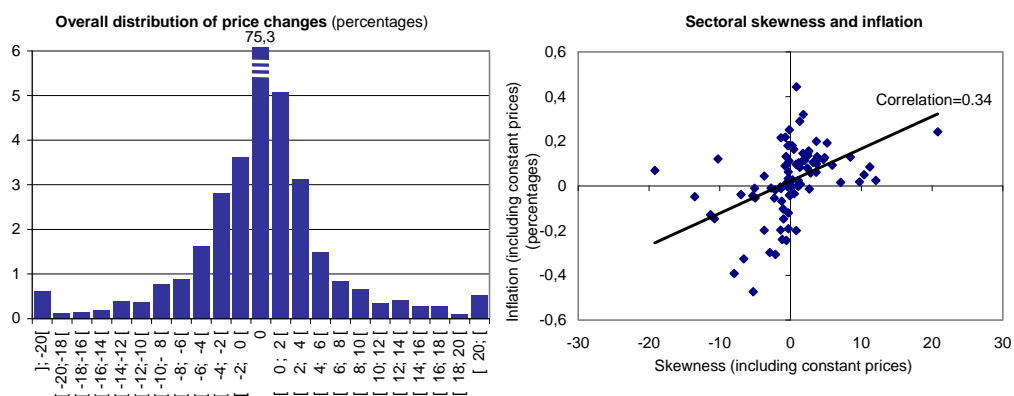 Overall distribution of price changes (percentages)
75,3
6
5
4
3
2
1
0
]; -20[
[ -20;-18 [
[ -18;-16 [
[ -16;-14 [
[ -14;-12 [
[ -12;-10 [
[ -10;- 8 [
[ -8; -6 [
[ -6; -4 [
[ -4; -2 [
[ -2; 0 [
0
[ 0 ; 2 [
[ 2; 4 [
[ 4; 6 [
[ 6; 8 [
[ 8; 10 [
[ 10; 12 [
[ 12; 14 [
[ 14; 16 [
[ 16; 18 [
[ 18; 20 [
[ 20; [
Sectoral skewness and inflation
0,6
0,4
0,2
0
-0,2
-0,4
-0,6
Inflation (including constant prices)
(percentages)
Correlation=0.34
-30
-20
-10
0
10
20
30
Skewness (including constant prices)